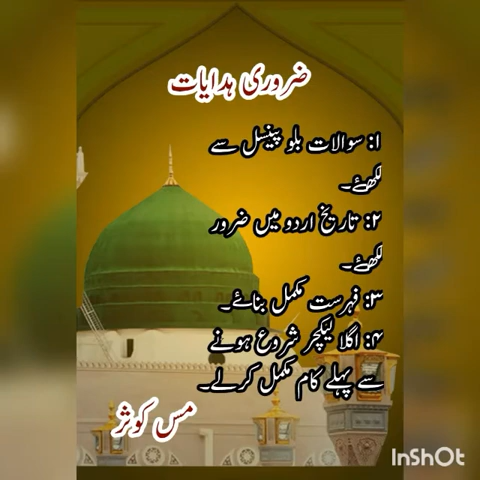 ضروری ہدایات
۱: سوالات بلو پینسل سے
لکھئے۔
۲: تاریخ اردو میں ضرور
لکھئے۔
۳: فہرست مکمل بنائے۔
۴: اگلا لیکچر شروع ہونے
سے پہلے کام مکمل کرلے۔
مس کوثر
InShOt